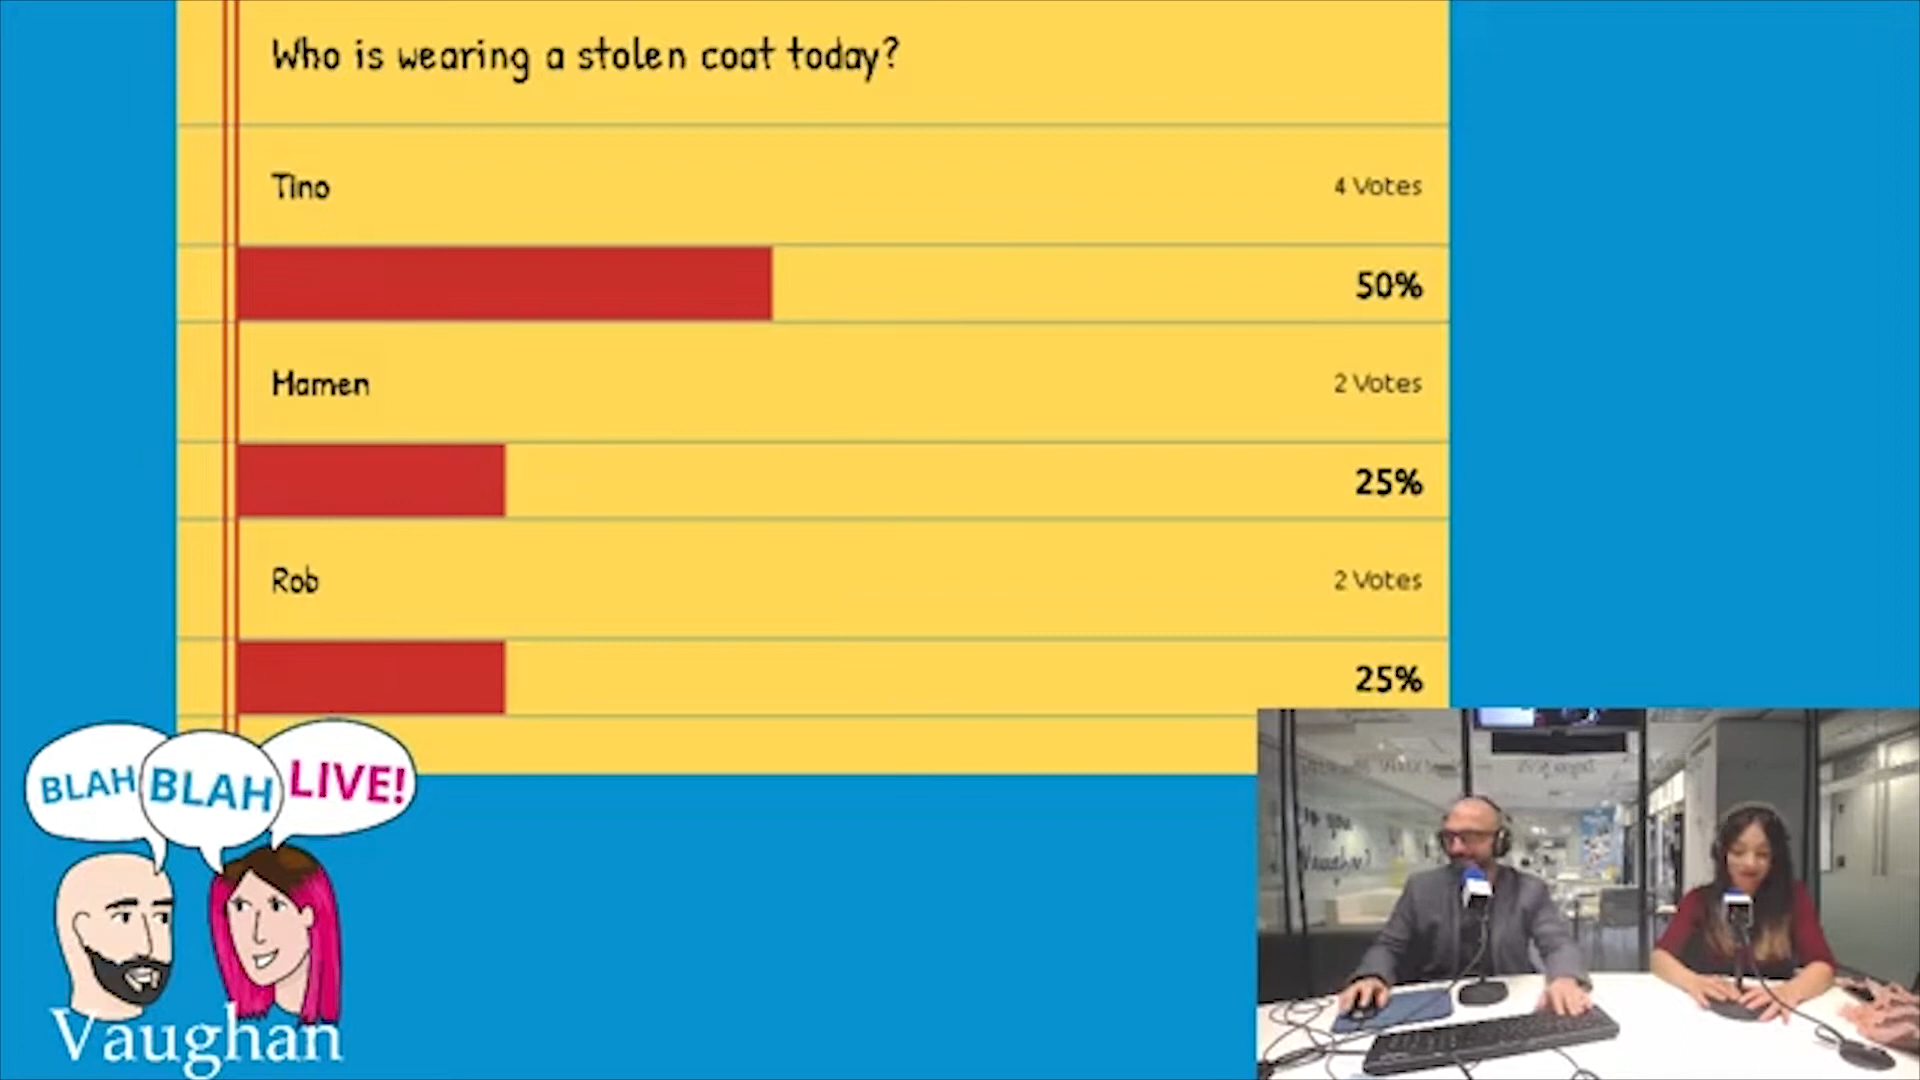 Who is wearing a stolen coat today?
Tino
4 Votes
50%
Mamen
2 Votes
25%
Rob
2 Votes
25%
BLAH BLAH LIVE!
Vaughan